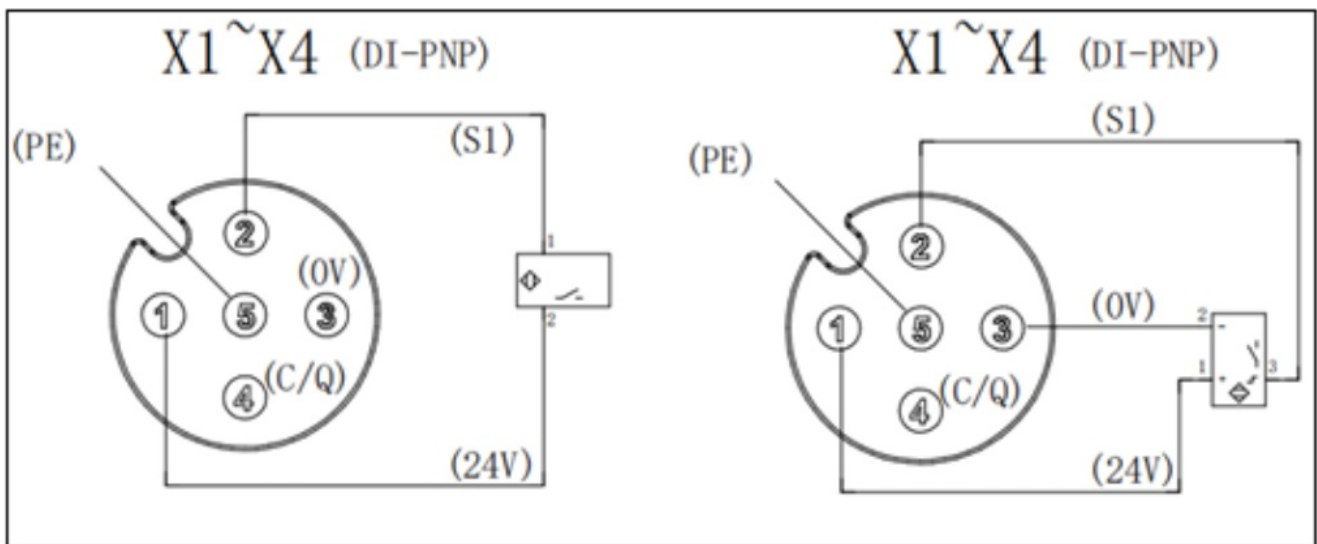 X1~X4 (DI-PNP)
(PE)
(S1)
2
1
(0V)
1
5
3
2
4
(C/Q)
(24V)
X1~X4 (DI-PNP)
(S1)
(PE)
2
(0V)
2
-
1
5
3
1
+
3
4
(C/Q)
(24V)